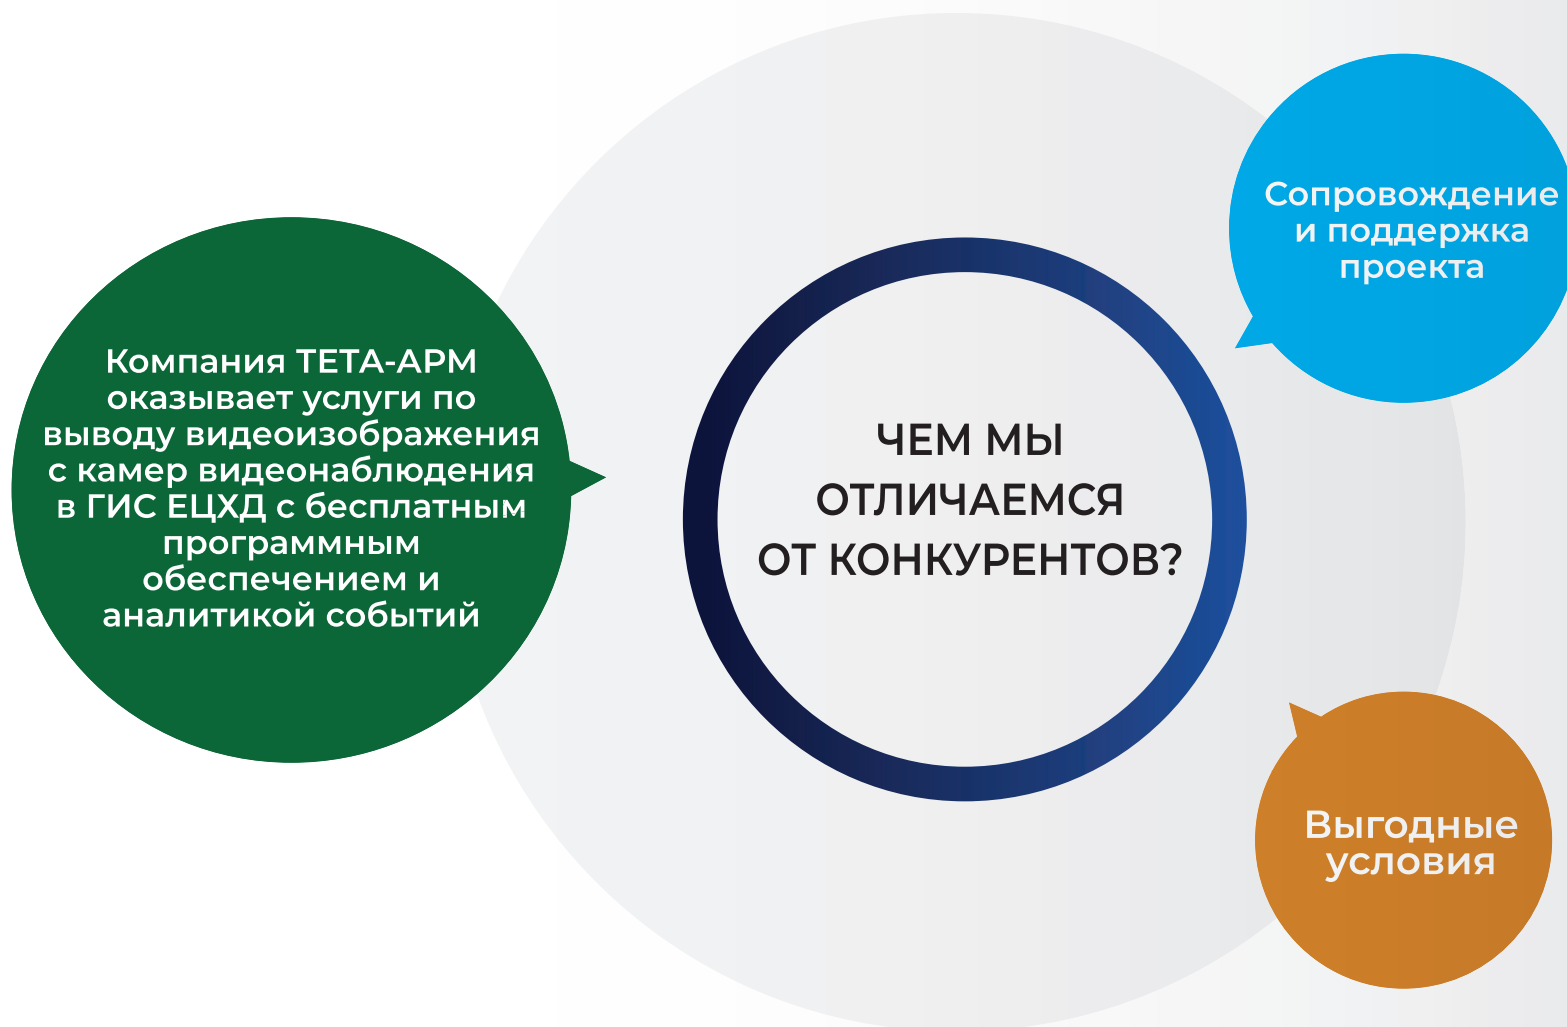 Компания ТЕТА-АРМ
оказывает услуги по
выводу видеоизображения
с камер видеонаблюдения
в ГИС ЕЦХД с бесплатным
программным
обеспечением и
аналитикой событий
ЧЕМ МЫ
ОТЛИЧАЕМСЯ
ОТ КОНКУРЕНТОВ?
Сопровождение
и поддержка
проекта
Выгодные
условия